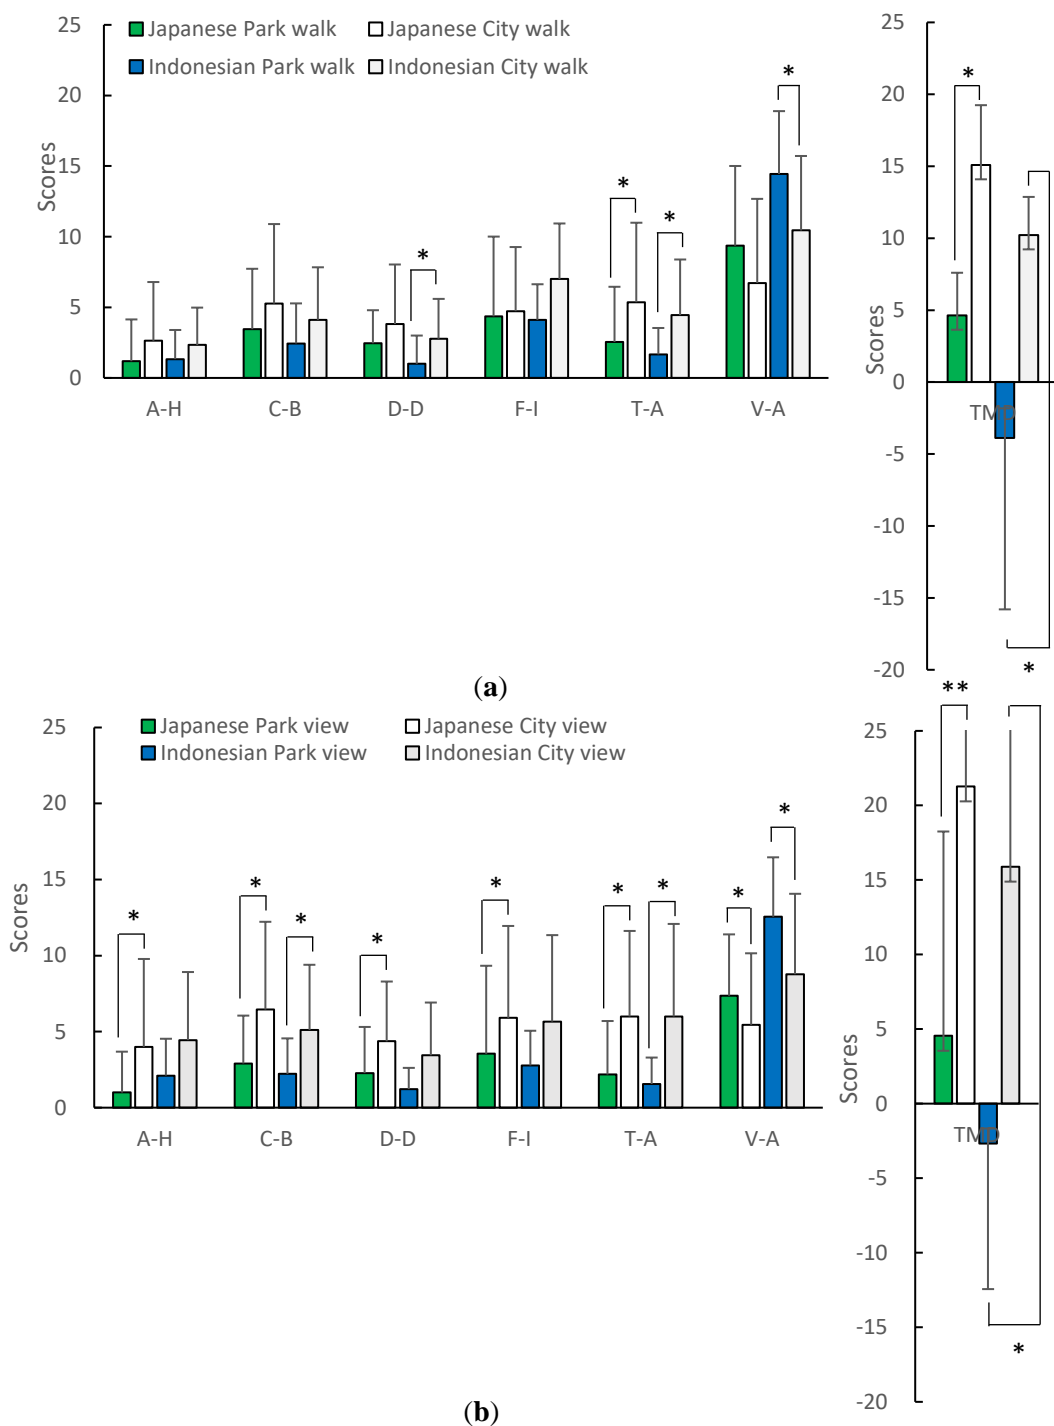 25
20
15
10
5
0
Scores
Japanese Park walk
Japanese City walk
Indonesian Park walk
Indonesian City walk
*
*
*
*
A-H
C-B
D-D
F-I
T-A
V-A
25
20
15
10
5
0
-5
-10
-15
-20
Scores
*
TMD
*
(a)
25
20
15
10
5
0
Scores
Japanese Park view
Japanese City view
Indonesian Park view
Indonesian City view
*
*
*
*
*
*
*
*
*
A-H
C-B
D-D
F-I
T-A
V-A
**
25
20
15
10
5
0
-5
-10
-15
-20
Scores
TMD
*
(b)